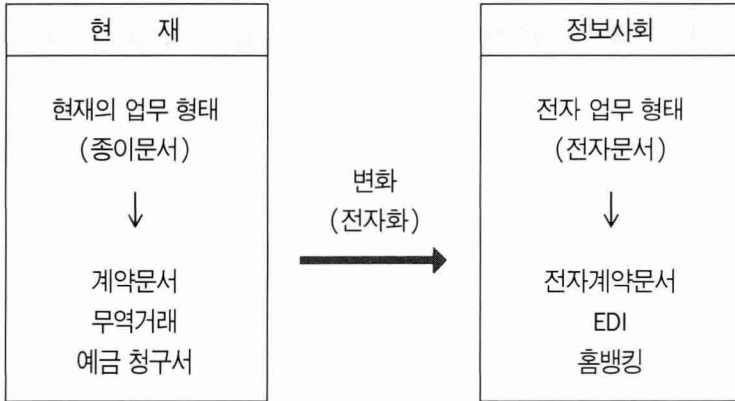 현 재
현재의 업무 형태
(종이문서)
↓
계약문서
무역거래
예금 청구서
변화
(전자화)
정보사회
전자 업무 형태
(전자문서)
↓
전자계약문서
EDI
홈뱅킹